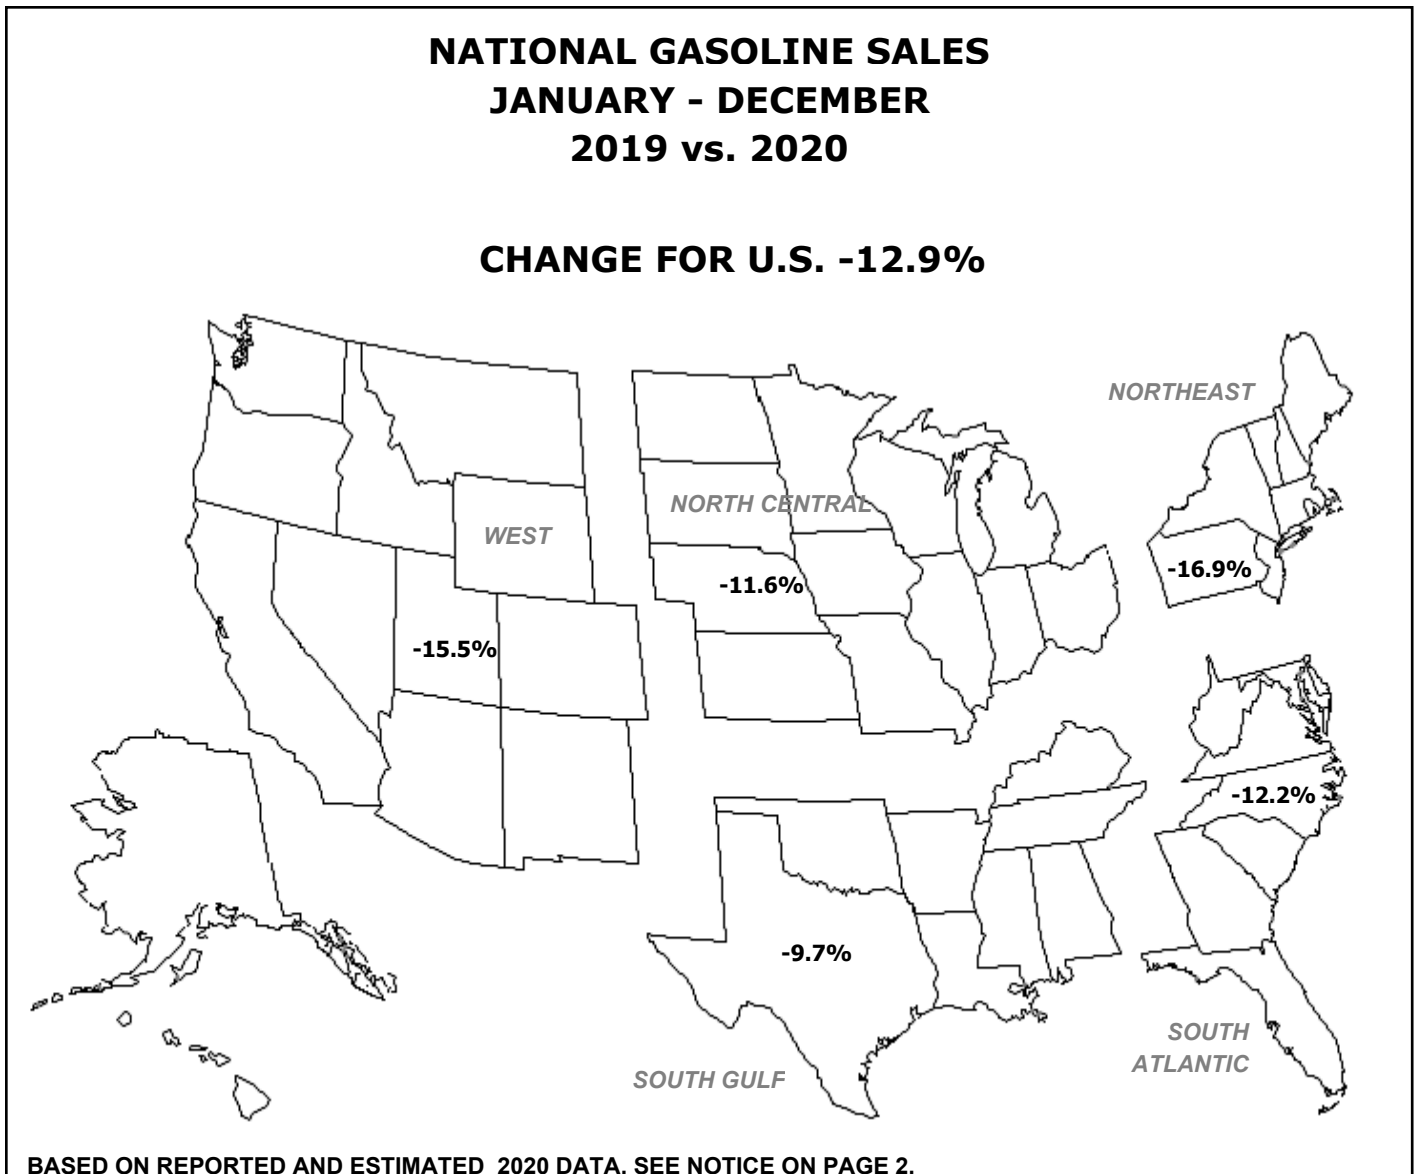 NATIONAL GASOLINE SALES
JANUARY - DECEMBER
2019 vs. 2020
CHANGE FOR U.S. -12.9%
NORTHEAST
NORTH CENTRAL
WEST
-16.9%
-11.6%
-15.5%
-12.2%
-9.7%
SOUTH
ATLANTIC
SOUTH GULF
BASED ON REPORTED AND ESTIMATED  2020 DATA. SEE NOTICE ON PAGE 2.